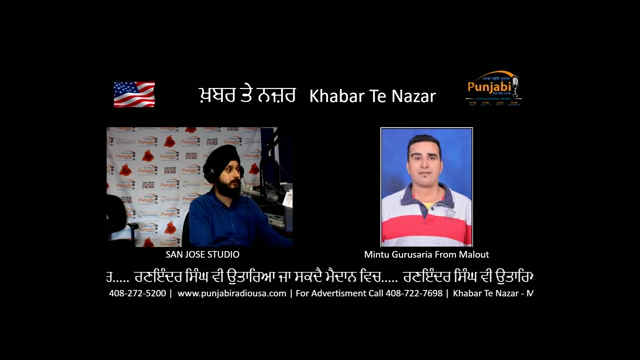 ਖ਼ਬਰ ਤੇ ਨਜ਼ਰ Khabar Te Nazar
Punjabi
SAN JOSE STUDIO
Mintu Gurusaria From Malout
..... ਰਣਇੰਦਰ ਸਿੰਘ ਵੀ ਉਤਾਰਿਆ ਜਾ ਸਕਦੈ ਮੈਦਾਨ ਵਿਚ..... ਰਣਇੰਦਰ ਸਿੰਘ ਵੀ ਉਤਾਰਿਆ
408-272-5200 | www.punjabiradiousa.com | For Advertisment Call 408-722-7698 | Khabar Te Nazar - M